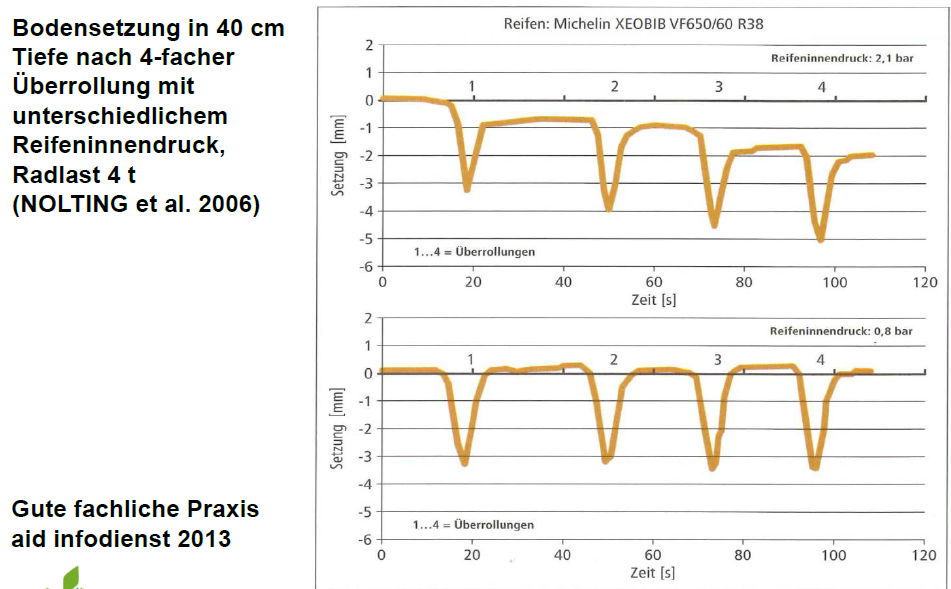 Bodensetzung in 40 cm
Tiefe nach 4-facher
Überrollung mit
unterschiedlichem
Reifeninnendruck,
Radlast 4 t
(NOLTING et al. 2006)
Reifen: Michelin XEOBIB VF650/60 R38
Reifeninnendruck: 2,1 bar
Setzung [mm]
2
1
0
-1
-2
-3
-4
-5
-6
1 2 3 4
1...4 = Überrollungen
0 20 40 60 80 100 120
Zeit [s]
Reifeninnendruck: 0,8 bar
Setzung [mm]
2
1
0
-1
-2
-3
-4
-5
-6
1 2 3 4
1...4 = Überrollungen
0 20 40 60 80 100 120
Zeit [s]
Gute fachliche Praxis
aid infodienst 2013